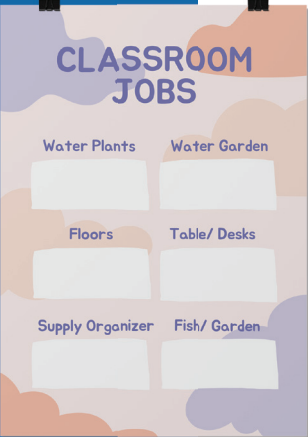 CLASSROOM
JOBS
Water Plants
Water Garden
Floors
Table/ Desks
Supply Organizer
Fish/ Garden